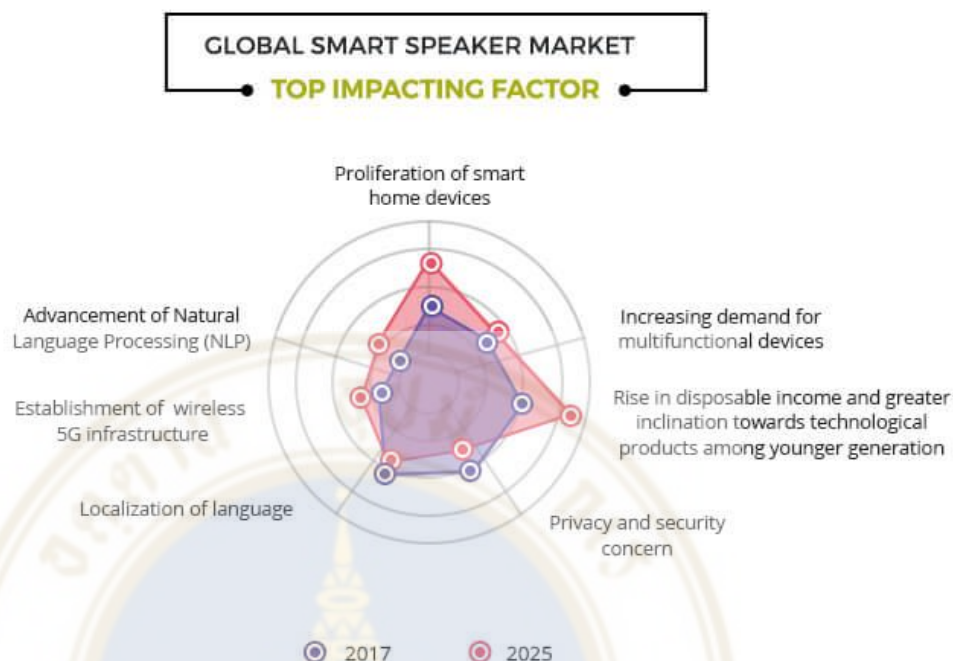 GLOBAL SMART SPEAKER MARKET
TOP IMPACTING FACTOR
Proliferation of smart
home devices
Advancement of Natural
Language Processing (NLP)
Increasing demand for
multifunctional devices
Establishment of wireless
5G infrastructure
Rise in disposable income and greater
inclination towards technological
products among younger generation
Localization of language
Privacy and security
concern
2017
2025